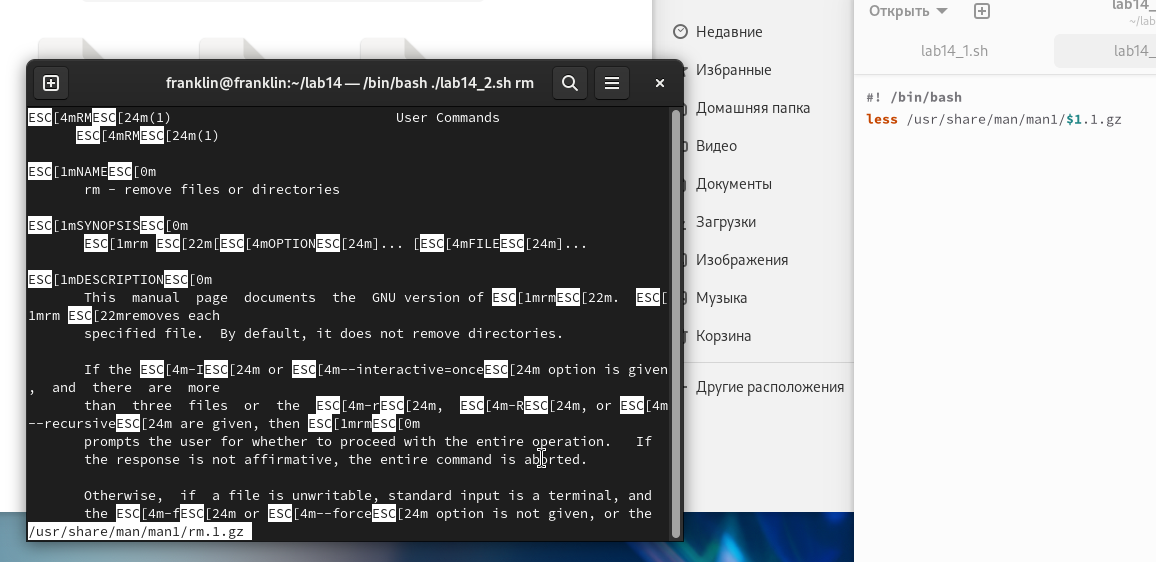 franklin@franklin:~/lab14 — /bin/bash ./lab14_2.sh rm
ESC[4mRMESC[24m(1) User Commands
ESC[4mRMESC[24m(1)
ESC[1mNAMEESC[0m
rm - remove files or directories
ESC[1mSYNOPSISESC[0m
ESC[1mrm ESC[22m[ESC[4mOPTIONESC[24m]... [ESC[4mFILEESC[24m]...
ESC[1mDESCRIPTIONESC[0m
This manual page documents the GNU version of ESC[1mrmESC[22m. ESC[
1mrm ESC[22mremoves each
specified file. By default, it does not remove directories.
If the ESC[4m-IESC[24m or ESC[4m--interactive=onceESC[24m option is given
, and there are more
than three files or the ESC[4m-rESC[24m, ESC[4m-RESC[24m, or ESC[4m
--recursiveESC[24m are given, then ESC[1mrmESC[0m
prompts the user for whether to proceed with the entire operation. If
the response is not affirmative, the entire command is aborted.
Otherwise, if a file is unwritable, standard input is a terminal, and
the ESC[4m-fESC[24m or ESC[4m--forceESC[24m option is not given, or the
/usr/share/man/man1/rm.1.gz
Недавние
Избранные
Домашняя папка
Видео
Документы
Загрузки
Изображения
Музыка
Корзина
Другие расположения
Открыть
lab14_
~/lab
lab14_1.sh
lab14_
#! /bin/bash
less /usr/share/man/man1/$1.1.gz